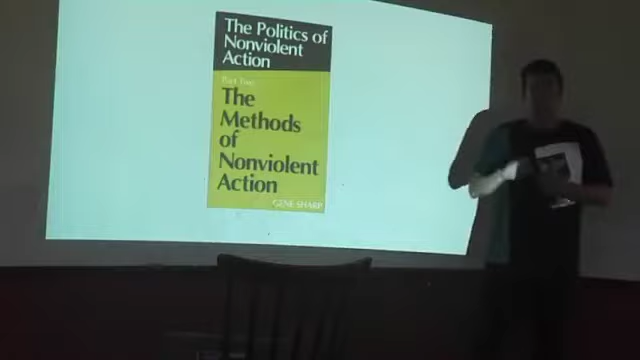 The Politics of
Nonviolent
Action
Part Two
The
Methods
of
Nonviolent
Action
GENE SHARP